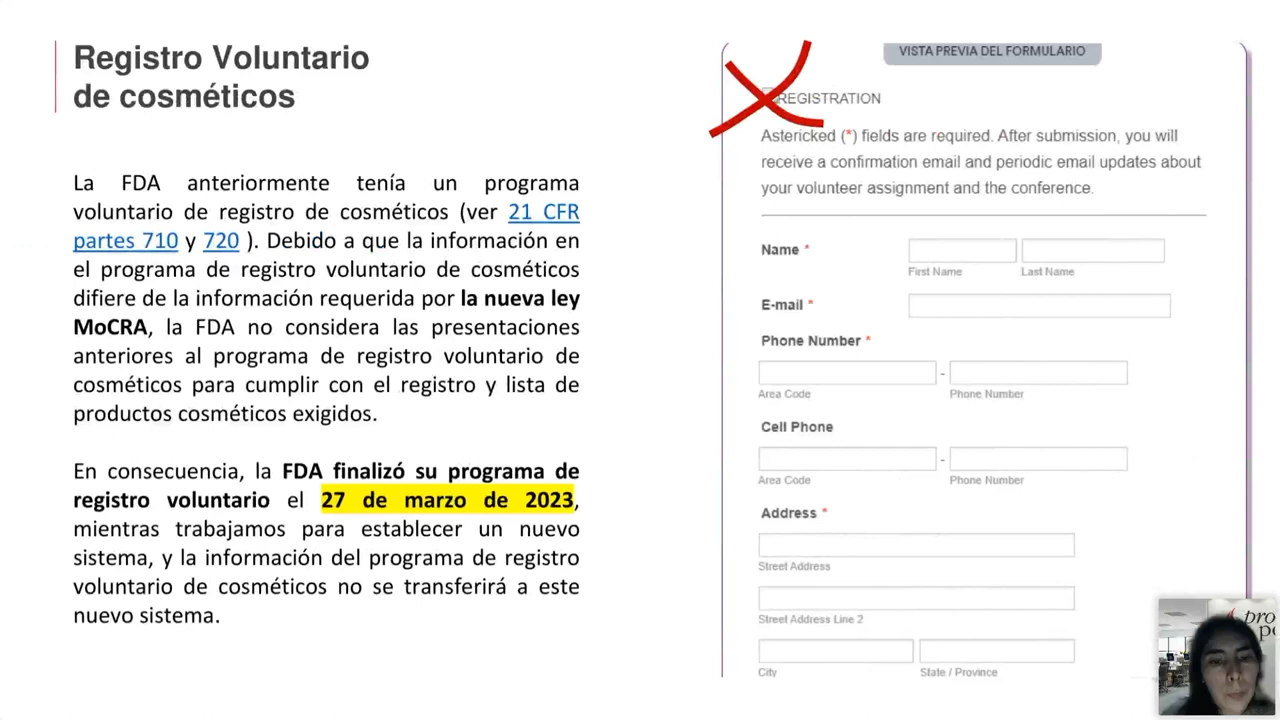 Registro Voluntario
de cosméticos
La FDA anteriormente tenía un programa
voluntario de registro de cosméticos (ver 21 CFR
partes 710 y 720 ). Debido a que la información en
el programa de registro voluntario de cosméticos
difiere de la información requerida por la nueva ley
MoCRA, la FDA no considera las presentaciones
anteriores al programa de registro voluntario de
cosméticos para cumplir con el registro y lista de
productos cosméticos exigidos.
En consecuencia, la FDA finalizó su programa de
registro voluntario el 27 de marzo de 2023,
mientras trabajamos para establecer un nuevo
sistema, y la información del programa de registro
voluntario de cosméticos no se transferirá a este
nuevo sistema.
VISTA PREVIA DEL FORMULARIO
REGISTRATION
Astericked (*) fields are required. After submission, you will
receive a confirmation email and periodic email updates about
your volunteer assignment and the conference.
Name *
First Name Last Name
E-mail *
Phone Number *
-
Area Code Phone Number
Cell Phone
-
Area Code Phone Number
Address *
Street Address
Street Address Line 2
City State / Province